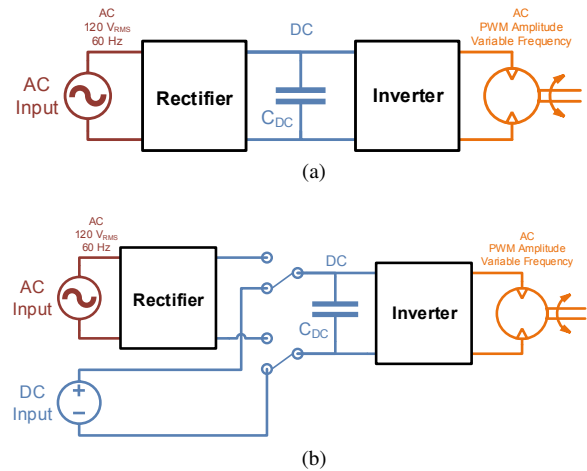 AC
120 VRMS
60 Hz
AC
Input
Rectifier
DC
CDC
Inverter
AC
PWM Amplitude
Variable Frequency
(a)
AC
120 VRMS
60 Hz
AC
Input
Rectifier
DC
CDC
Inverter
AC
PWM Amplitude
Variable Frequency
DC
Input
+
−
(b)